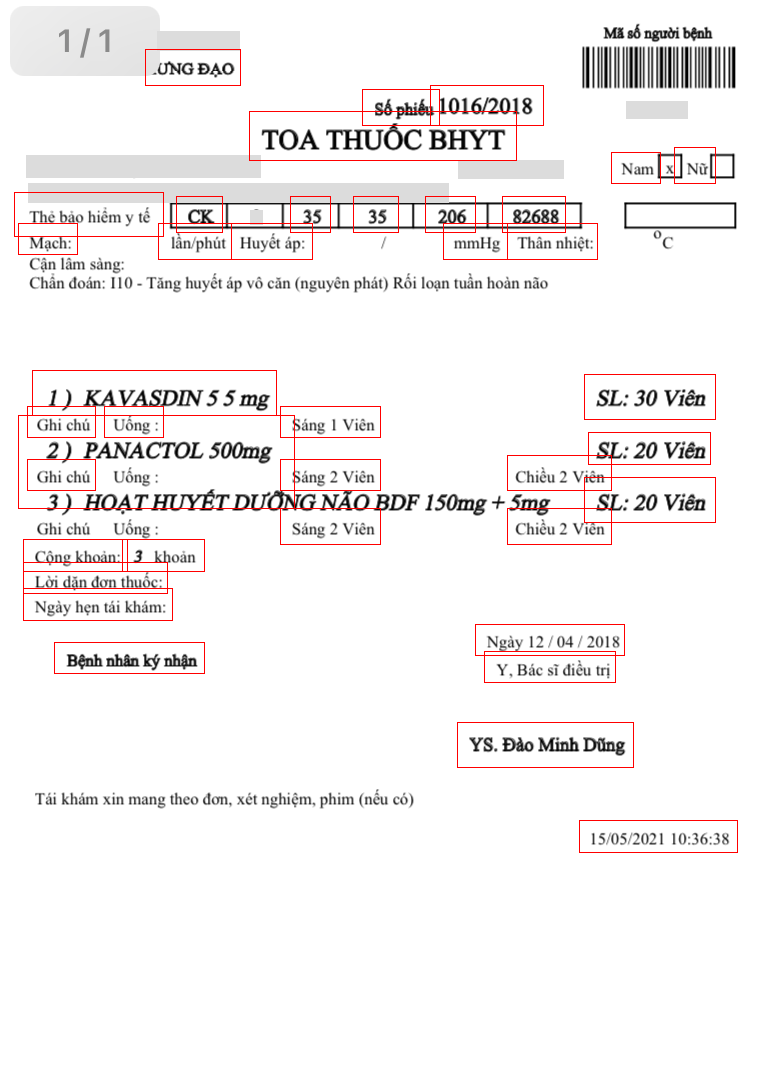 1/1
Mã số người bệnh
ƯNG ĐẠO
Số phiếu 1016/2018
TOA THUỐC BHYT
Nam x Nữ
Thẻ bảo hiểm y tế CK 35 35 206 82688
Mạch: lần/phút Huyết áp: / mmHg Thân nhiệt: oC
Cận lâm sàng:
Chẩn đoán: I10 - Tăng huyết áp vô căn (nguyên phát) Rối loạn tuần hoàn não
1 ) KAVASDIN 5 5 mg SL: 30 Viên
Ghi chú Uống : Sáng 1 Viên
2 ) PANACTOL 500mg SL: 20 Viên
Ghi chú Uống : Sáng 2 Viên Chiều 2 Viên
3 ) HOẠT HUYẾT DƯỠNG NÃO BDF 150mg + 5mg SL: 20 Viên
Ghi chú Uống : Sáng 2 Viên Chiều 2 Viên
Cộng khoản: 3 khoản
Lời dặn đơn thuốc:
Ngày hẹn tái khám:
Ngày 12 / 04 / 2018
Bệnh nhân ký nhận
Y, Bác sĩ điều trị
YS. Đào Minh Dũng
Tái khám xin mang theo đơn, xét nghiệm, phim (nếu có)
15/05/2021 10:36:38